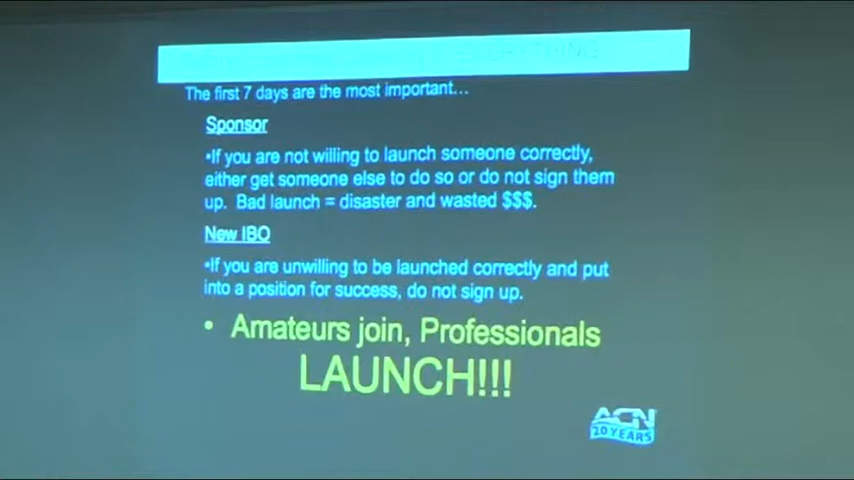 EVERYTHING!
The first 7 days are the most important...
Sponsor
•If you are not willing to launch someone correctly,
either get someone else to do so or do not sign them
up. Bad launch = disaster and wasted $$$.
New IBO
•If you are unwilling to be launched correctly and put
into a position for success, do not sign up.
• Amateurs join, Professionals
LAUNCH!!!
ACN
20 YEARS